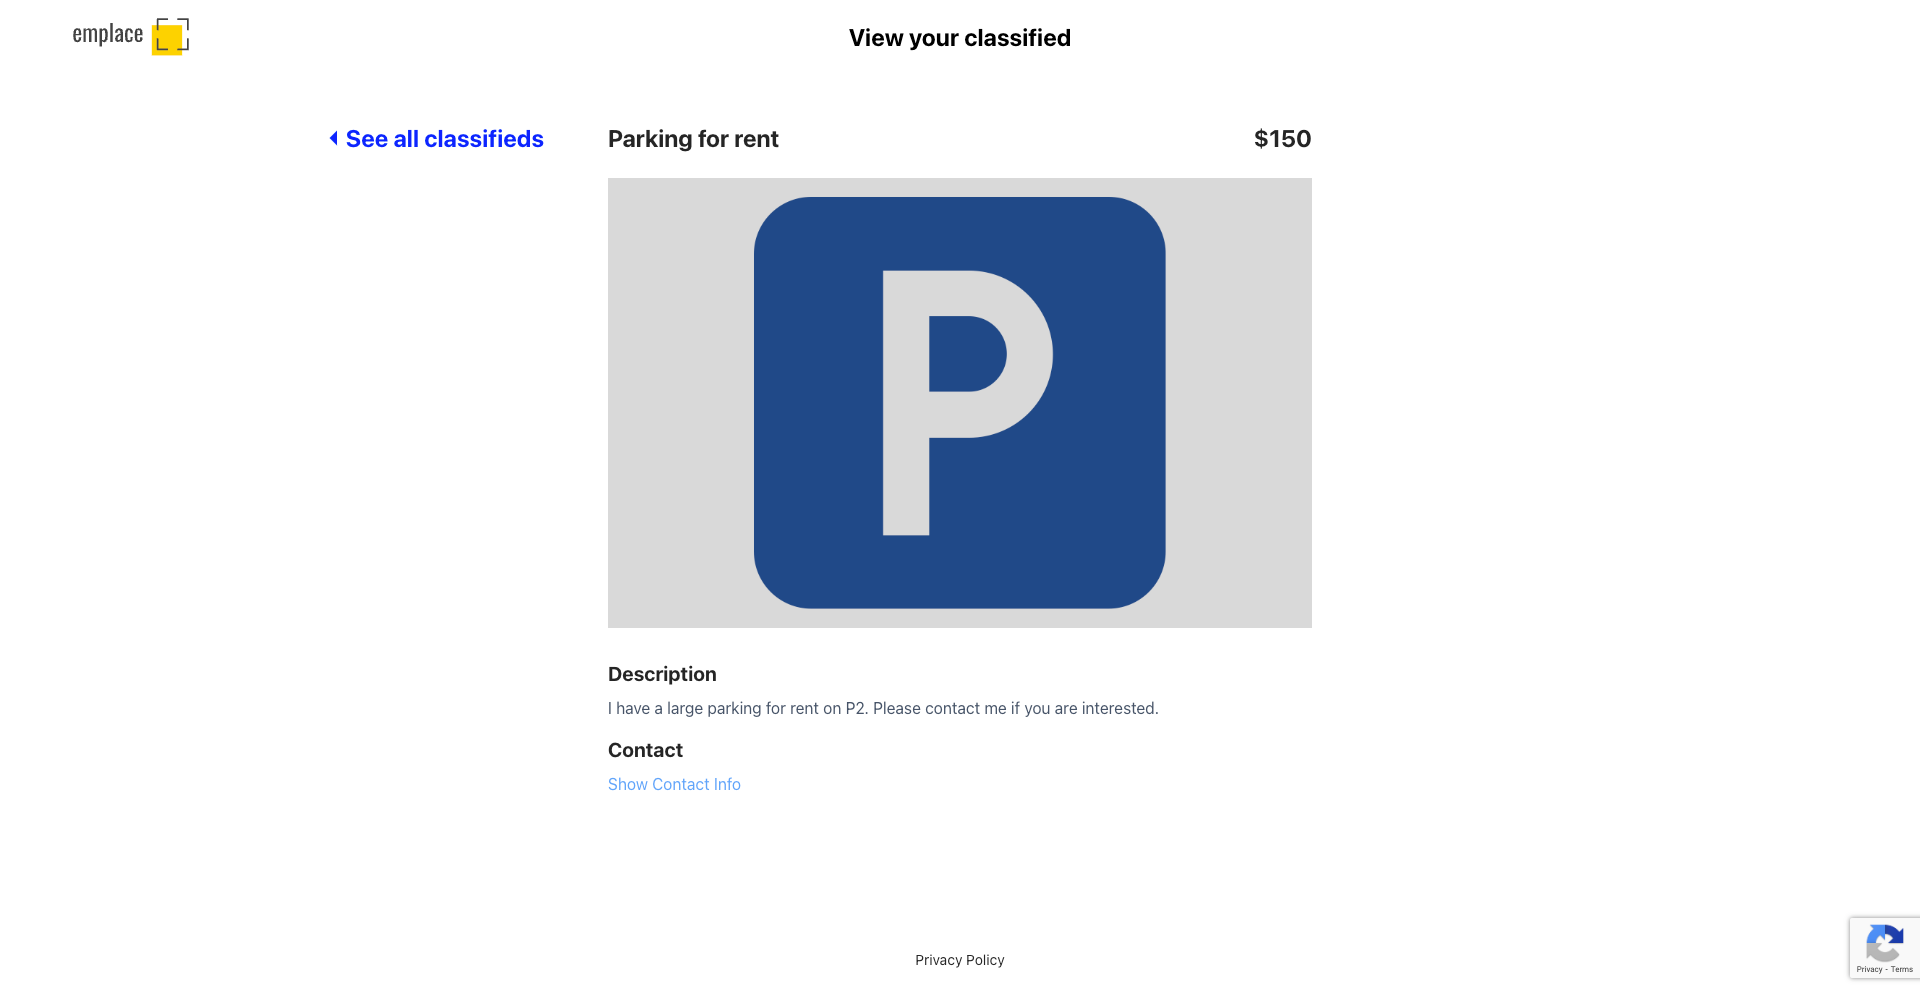 emplace
View your classified
See all classifieds
Parking for rent
$150
P
Description
I have a large parking for rent on P2. Please contact me if you are interested.
Contact
Show Contact Info
Privacy Policy
Privacy - Terms